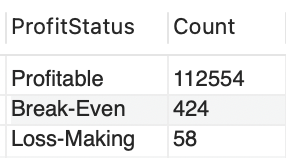 ProfitStatus Count
Profitable 112554
Break-Even 424
Loss-Making 58